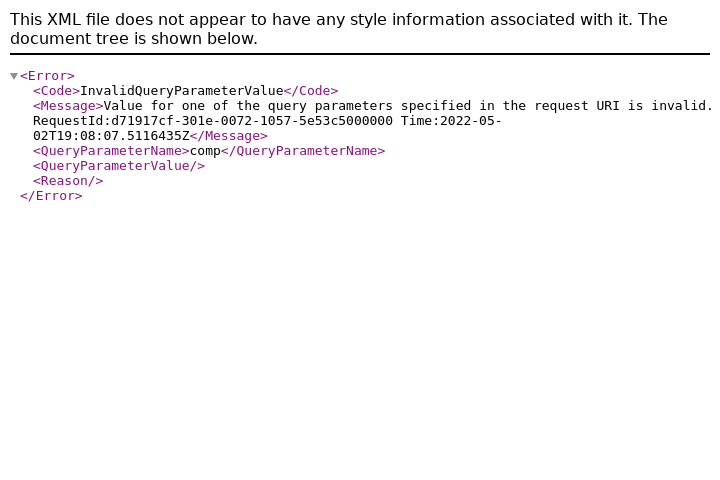 This XML file does not appear to have any style information associated with it. The
document tree is shown below.
<Error>
<Code>InvalidQueryParameterValue</Code>
<Message>Value for one of the query parameters specified in the request URI is invalid.
RequestId:d71917cf-301e-0072-1057-5e53c5000000 Time:2022-05-
02T19:08:07.5116435Z</Message>
<QueryParameterName>comp</QueryParameterName>
<QueryParameterValue/>
<Reason/>
</Error>